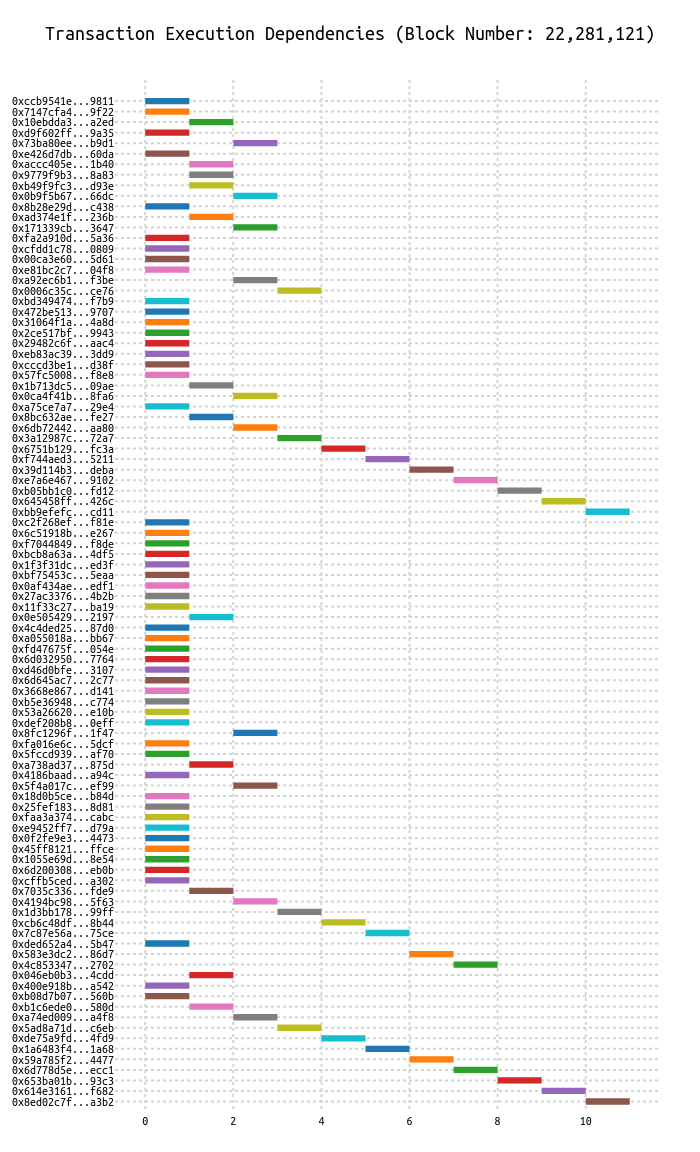 Transaction Execution Dependencies (Block Number: 22,281,121)
0xccb9541e...9811
0x7147cfa4...9f22
0x10ebdda3...a2ed
0xd9f602ff...9a35
0x73ba80ee...b9d1
0xe426d7db...60da
0xaccc405e...1b40
0x9779f9b3...8a83
0xb49f9fc3...d93e
0x0b9f5b67...66dc
0x8b28e29d...c438
0xad374e1f...236b
0x171339cb...3647
0xfa2a910d...5a36
0xcfdd1c78...0809
0x00ca3e60...5d61
0xe81bc2c7...04f8
0xa92ec6b1...f3be
0x0006c35c...ce76
0xbd349474...f7b9
0x472be513...9707
0x31064f1a...4a8d
0x2ce517bf...9943
0x29482c6f...aac4
0xeb83ac39...3dd9
0xcccd3be1...d38f
0x57fc5008...f8e8
0x1b713dc5...09ae
0x0ca4f41b...8fa6
0xa75ce7a7...29e4
0x8bc632ae...fe27
0x6db72442...aa80
0x3a12987c...72a7
0x6751b129...fc3a
0xf744aed3...5211
0x39d114b3...deba
0xe7a6e467...9102
0xb05bb1c0...fd12
0x645458ff...426c
0xbb9efefc...cd11
0xc2f268ef...f81e
0x6c51918b...e267
0xf7044849...f8de
0xbcb8a63a...4df5
0x1f3f31dc...ed3f
0xbf75453c...5eaa
0x0af434ae...edf1
0x27ac3376...4b2b
0x11f33c27...ba19
0x0e505429...2197
0x4c4ded25...87d0
0xa055018a...bb67
0xfd47675f...054e
0x6d032950...7764
0xd46d0bfe...3107
0x6d645ac7...2c77
0x3668e867...d141
0xb5e36948...c774
0x53a26620...e10b
0xdef208b8...0eff
0x8fc1296f...1f47
0xfa016e6c...5dcf
0x5fccd939...af70
0xa738ad37...875d
0x4186baad...a94c
0x5f4a017c...ef99
0x18d0b5ce...b84d
0x25fef183...8d81
0xfaa3a374...cabc
0xe9452ff7...d79a
0x0f2fe9e3...4473
0x45ff8121...ffce
0x1055e69d...8e54
0x6d200308...eb0b
0xcffb5ced...a302
0x7035c336...fde9
0x4194bc98...5f63
0x1d3bb178...99ff
0xcb6c48df...8b44
0x7c87e56a...75ce
0xded652a4...5b47
0x583e3dc2...86d7
0x4c853347...2702
0x046eb0b3...4cdd
0x400e918b...a542
0xb08d7b07...560b
0xb1c6ede0...580d
0xa74ed009...a4f8
0x5ad8a71d...c6eb
0xde75a9fd...4fd9
0x1a6483f4...1a68
0x59a785f2...4477
0x6d778d5e...ecc1
0x653ba01b...93c3
0x614e3161...f682
0x8ed02c7f...a3b2
0 2 4 6 8 10